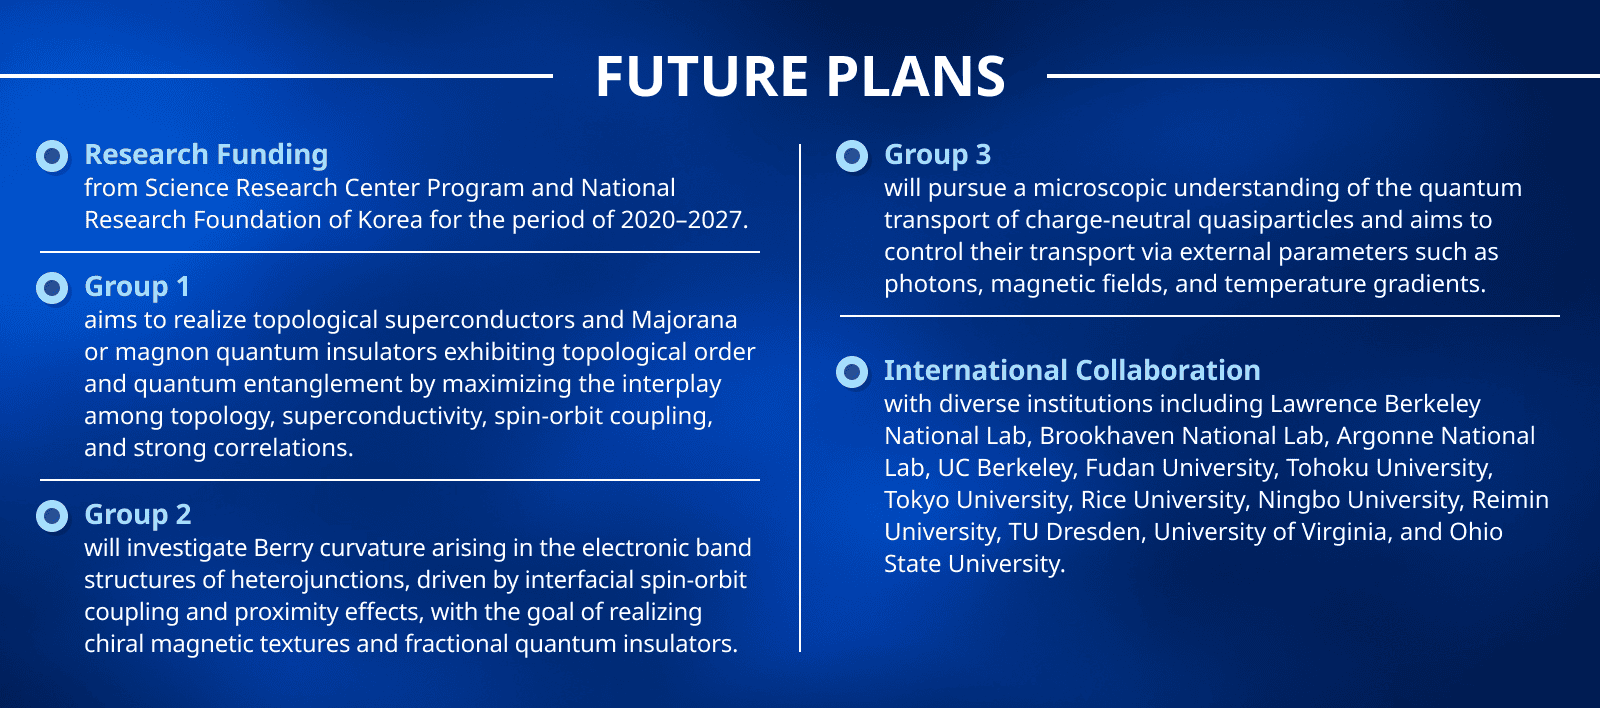 FUTURE PLANS
Research Funding
from Science Research Center Program and National
Research Foundation of Korea for the period of 2020–2027.
Group 1
aims to realize topological superconductors and Majorana
or magnon quantum insulators exhibiting topological order
and quantum entanglement by maximizing the interplay
among topology, superconductivity, spin-orbit coupling,
and strong correlations.
Group 2
will investigate Berry curvature arising in the electronic band
structures of heterojunctions, driven by interfacial spin-orbit
coupling and proximity effects, with the goal of realizing
chiral magnetic textures and fractional quantum insulators.
Group 3
will pursue a microscopic understanding of the quantum
transport of charge-neutral quasiparticles and aims to
control their transport via external parameters such as
photons, magnetic fields, and temperature gradients.
International Collaboration
with diverse institutions including Lawrence Berkeley
National Lab, Brookhaven National Lab, Argonne National
Lab, UC Berkeley, Fudan University, Tohoku University,
Tokyo University, Rice University, Ningbo University, Reimin
University, TU Dresden, University of Virginia, and Ohio
State University.